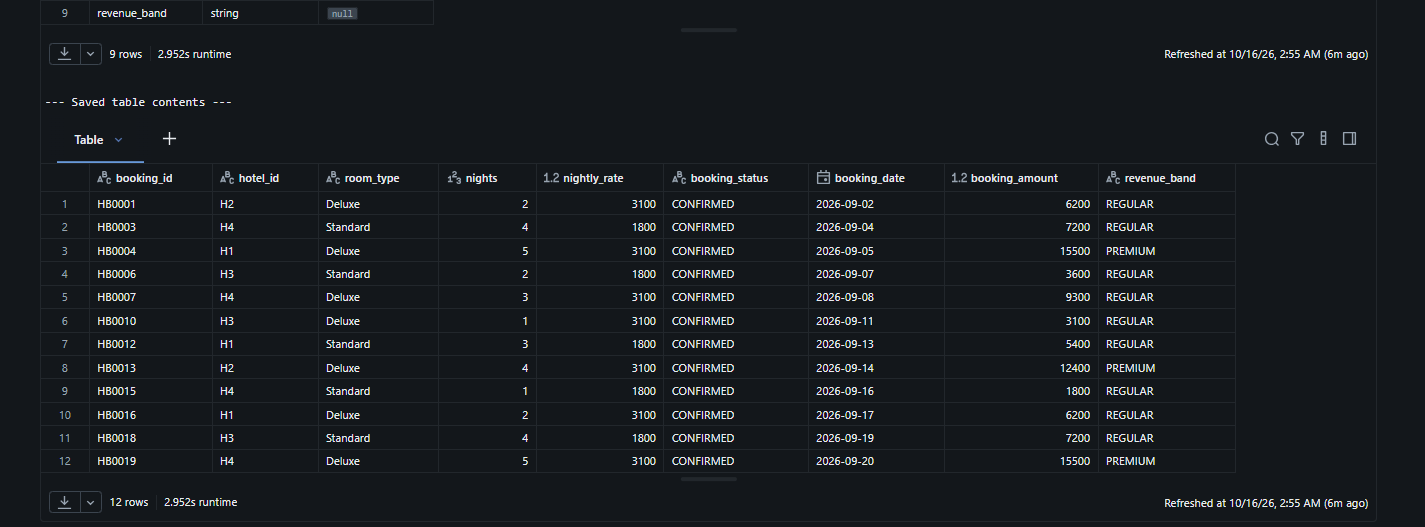 9 revenue_band string null
9 rows 2.952s runtime Refreshed at 10/16/26, 2:55 AM (6m ago)
--- Saved table contents ---
Table
booking_id hotel_id room_type nights nightly_rate booking_status booking_date booking_amount revenue_band
1 HB0001 H2 Deluxe 2 3100 CONFIRMED 2026-09-02 6200 REGULAR
2 HB0003 H4 Standard 4 1800 CONFIRMED 2026-09-04 7200 REGULAR
3 HB0004 H1 Deluxe 5 3100 CONFIRMED 2026-09-05 15500 PREMIUM
4 HB0006 H3 Standard 2 1800 CONFIRMED 2026-09-07 3600 REGULAR
5 HB0007 H4 Deluxe 3 3100 CONFIRMED 2026-09-08 9300 REGULAR
6 HB0010 H3 Deluxe 1 3100 CONFIRMED 2026-09-11 3100 REGULAR
7 HB0012 H1 Standard 3 1800 CONFIRMED 2026-09-13 5400 REGULAR
8 HB0013 H2 Deluxe 4 3100 CONFIRMED 2026-09-14 12400 PREMIUM
9 HB0015 H4 Standard 1 1800 CONFIRMED 2026-09-16 1800 REGULAR
10 HB0016 H1 Deluxe 2 3100 CONFIRMED 2026-09-17 6200 REGULAR
11 HB0018 H3 Standard 4 1800 CONFIRMED 2026-09-19 7200 REGULAR
12 HB0019 H4 Deluxe 5 3100 CONFIRMED 2026-09-20 15500 PREMIUM
12 rows 2.952s runtime Refreshed at 10/16/26, 2:55 AM (6m ago)